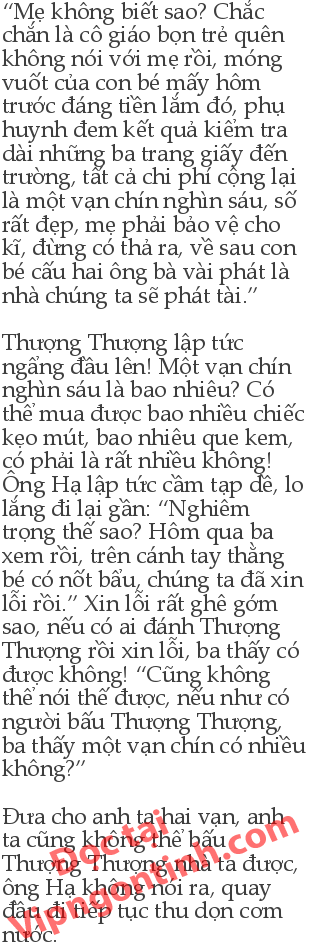 “Mẹ không biết sao? Chắc
chắn là cô giáo bọn trẻ quên
không nói với mẹ rồi, móng
vuốt của con bé mấy hôm
trước đáng tiền lắm đó, phụ
huynh đem kết quả kiểm tra
dài những ba trang giấy đến
trường, tất cả chi phí cộng lại
là một vạn chín nghìn sáu, số
rất đẹp, mẹ phải bảo vệ cho
kĩ, đừng có thả ra, về sau con
bé cấu hai ông bà vài phát là
nhà chúng ta sẽ phát tài.”
Thượng Thượng lập tức
ngẩng đầu lên! Một vạn chín
nghìn sáu là bao nhiêu? Có
thể mua được bao nhiều chiếc
kẹo mút, bao nhiêu que kem,
có phải là rất nhiều không!
Ông Hạ lập tức cầm tạp dề, lo
lắng đi lại gần: “Nghiêm
trọng thế sao? Hôm qua ba
xem rồi, trên cánh tay thằng
bé có nốt bẩu, chúng ta đã xin
lỗi rồi.” Xin lỗi rất ghê góm
sao, nếu có ai đánh Thượng
Thượng rồi xin lỗi, ba thấy có
được không! “Cũng không
thể nói thế được, nếu như có
người bấu Thượng Thượng,
ba thấy một vạn chín có nhiều
không?”
Đưa cho anh ta hai vạn, anh
ta cũng không thể bấu
Thượng Thượng nhà ta được,
ông Hạ không nói ra, quay
đầu đi tiếp tục thu dọn cơm
nước.
Đọc tại
Vipngontinh.com